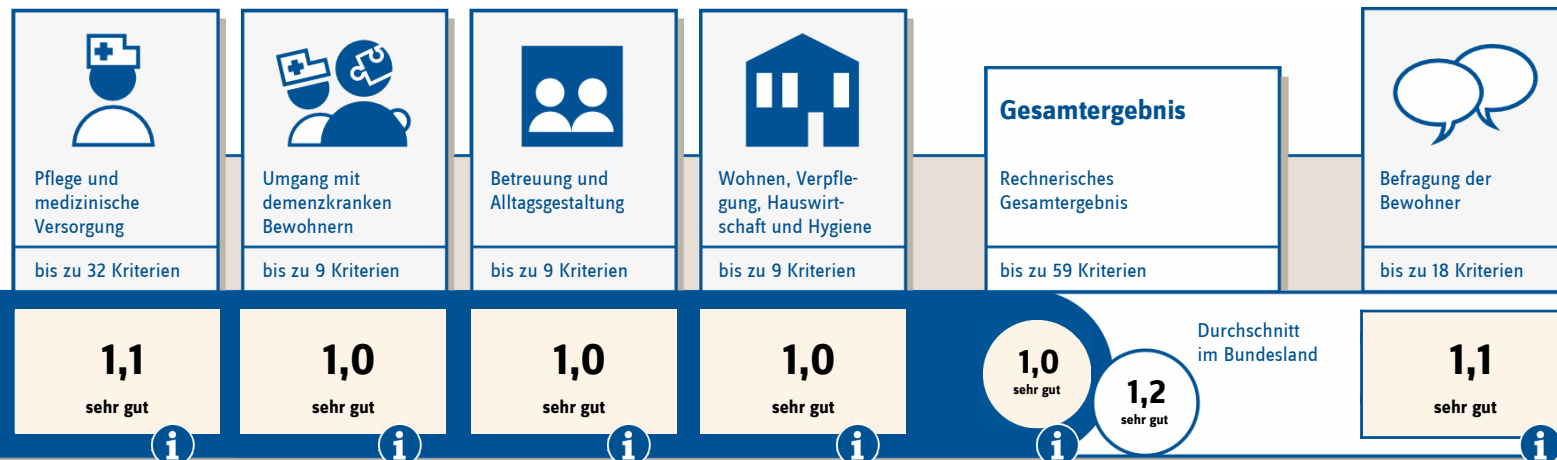 Pflege und
medizinische
Versorgung
bis zu 32 Kriterien
1,1
sehr gut
Umgang mit
demenzkranken
Bewohnern
bis zu 9 Kriterien
1,0
sehr gut
Betreuung und
Alltagsgestaltung
bis zu 9 Kriterien
1,0
sehr gut
Wohnen, Verpfle-
gung, Hauswirt-
schaft und Hygiene
bis zu 9 Kriterien
1,0
sehr gut
Gesamtergebnis
Rechnerisches
Gesamtergebnis
bis zu 59 Kriterien
1,0
sehr gut
Durchschnitt
im Bundesland
1,2
sehr gut
Befragung der
Bewohner
bis zu 18 Kriterien
1,1
sehr gut